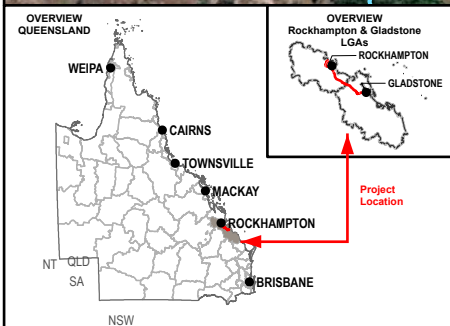 OVERVIEW
QUEENSLAND
WEIPA
CAIRNS
TOWNSVILLE
MACKAY
ROCKHAMPTON
BRISBANE
NT
QLD
SA
NSW
OVERVIEW
Rockhampton & Gladstone
LGAs
ROCKHAMPTON
GLADSTONE
Project
Location